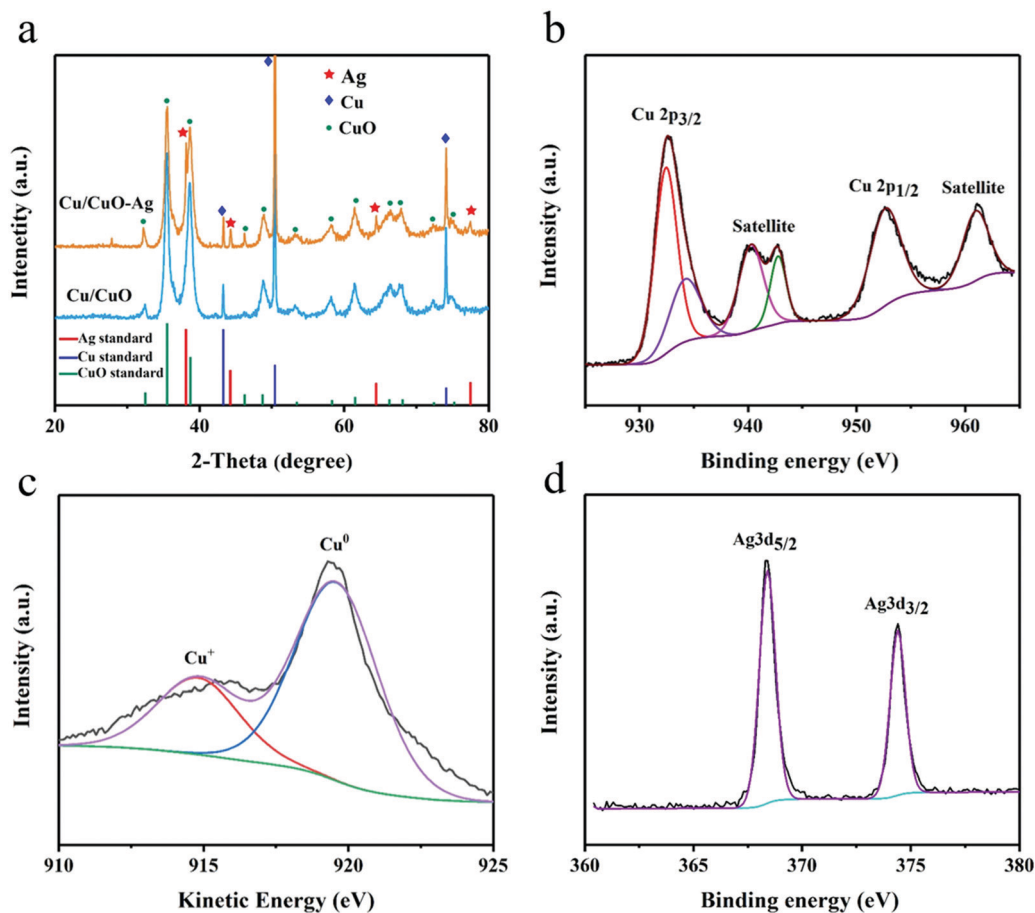 a
Intenetity (a.u.)
Ag
Cu
CuO
Cu/CuO-Ag
Cu/CuO
Ag standard
Cu standard
CuO standard
20 40 60 80
2-Theta (degree)
b
Intensity (a.u.)
Cu 2p3/2
Satellite
Cu 2p1/2
Satellite
930 940 950 960
Binding energy (eV)
c
Intensity (a.u.)
Cu+
Cu0
910 915 920 925
Kinetic Energy (eV)
d
Intensity (a.u.)
Ag3d5/2
Ag3d3/2
360 365 370 375 380
Binding energy (eV)